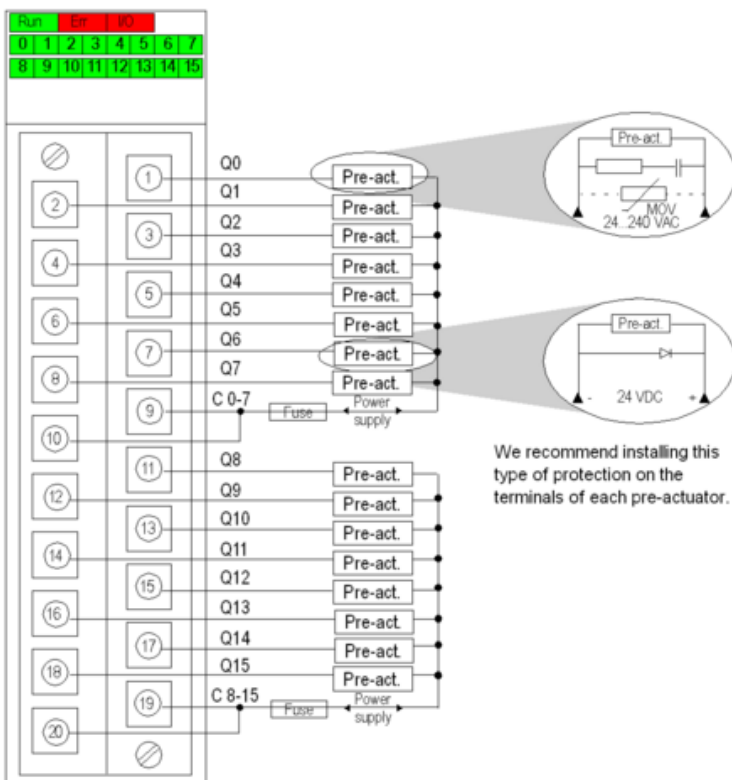 Run Err I/O
0 1 2 3 4 5 6 7
8 9 10 11 12 13 14 15
1 Q0 Pre-act.
2 Q1 Pre-act.
3 Q2 Pre-act.
4 Q3 Pre-act.
5 Q4 Pre-act.
6 Q5 Pre-act.
7 Q6 Pre-act.
8 Q7 Pre-act.
9 C 0-7 Fuse Power supply
10
11 Q8 Pre-act.
12 Q9 Pre-act.
13 Q10 Pre-act.
14 Q11 Pre-act.
15 Q12 Pre-act.
16 Q13 Pre-act.
17 Q14 Pre-act.
18 Q15 Pre-act.
19 C 8-15 Fuse Power supply
20
Pre-act.
MOV
24...240 VAC
Pre-act.
- 24 VDC +
We recommend installing this
type of protection on the
terminals of each pre-actuator.